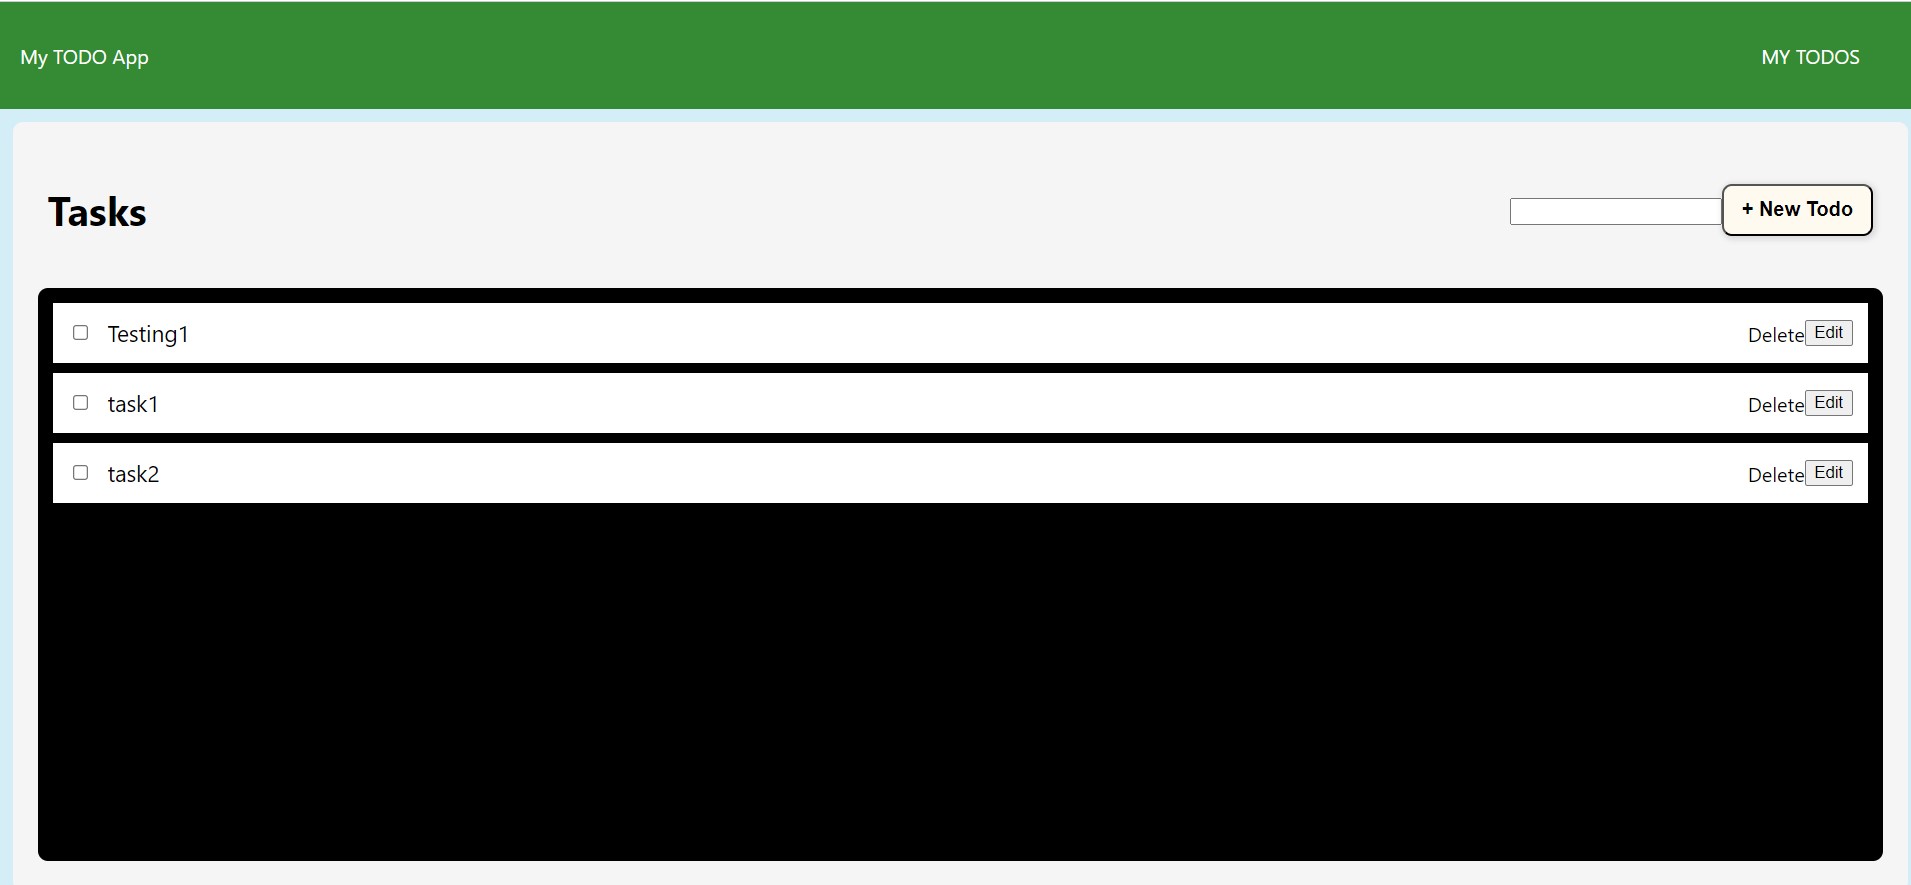 My TODO App MY TODOS
Tasks + New Todo
Testing1 Delete Edit
task1 Delete Edit
task2 Delete Edit